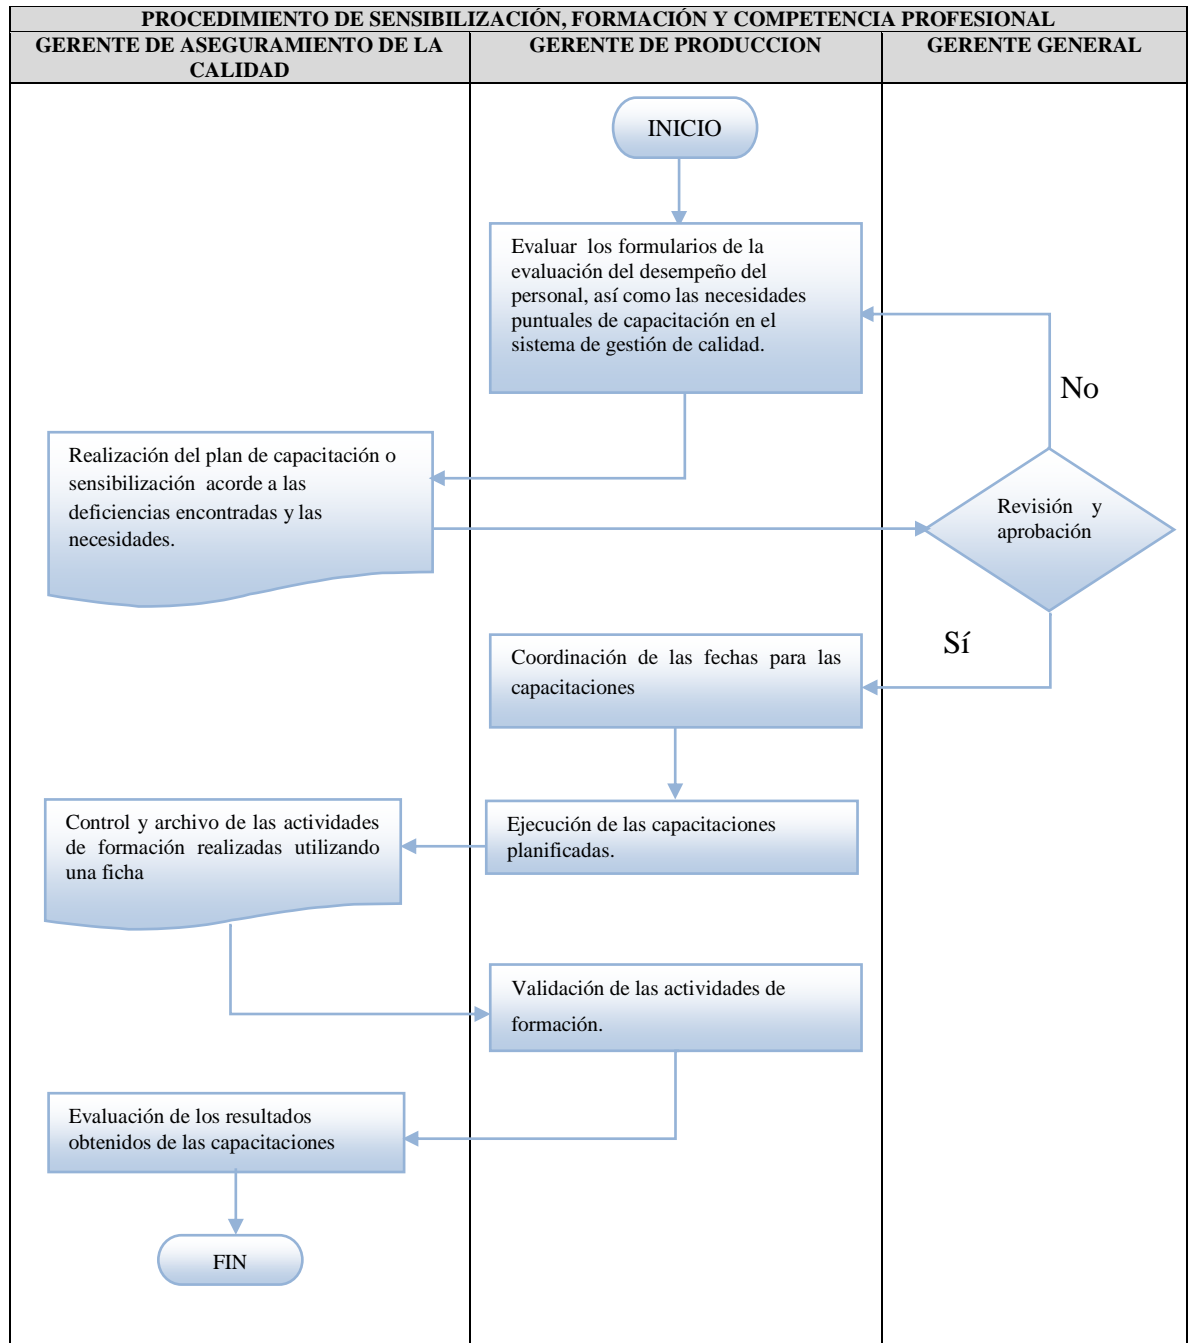 PROCEDIMIENTO DE SENSIBILIZACIÓN, FORMACIÓN Y COMPETENCIA PROFESIONAL
GERENTE DE ASEGURAMIENTO DE LA
CALIDAD
GERENTE DE PRODUCCION
GERENTE GENERAL
INICIO
Evaluar los formularios de la
evaluación del desempeño del
personal, así como las necesidades
puntuales de capacitación en el
sistema de gestión de calidad.
No
Realización del plan de capacitación o
sensibilización acorde a las
deficiencias encontradas y las
necesidades.
Revisión y
aprobación
Sí
Coordinación de las fechas para las
capacitaciones
Ejecución de las capacitaciones
planificadas.
Control y archivo de las actividades
de formación realizadas utilizando
una ficha
Validación de las actividades de
formación.
Evaluación de los resultados
obtenidos de las capacitaciones
FIN